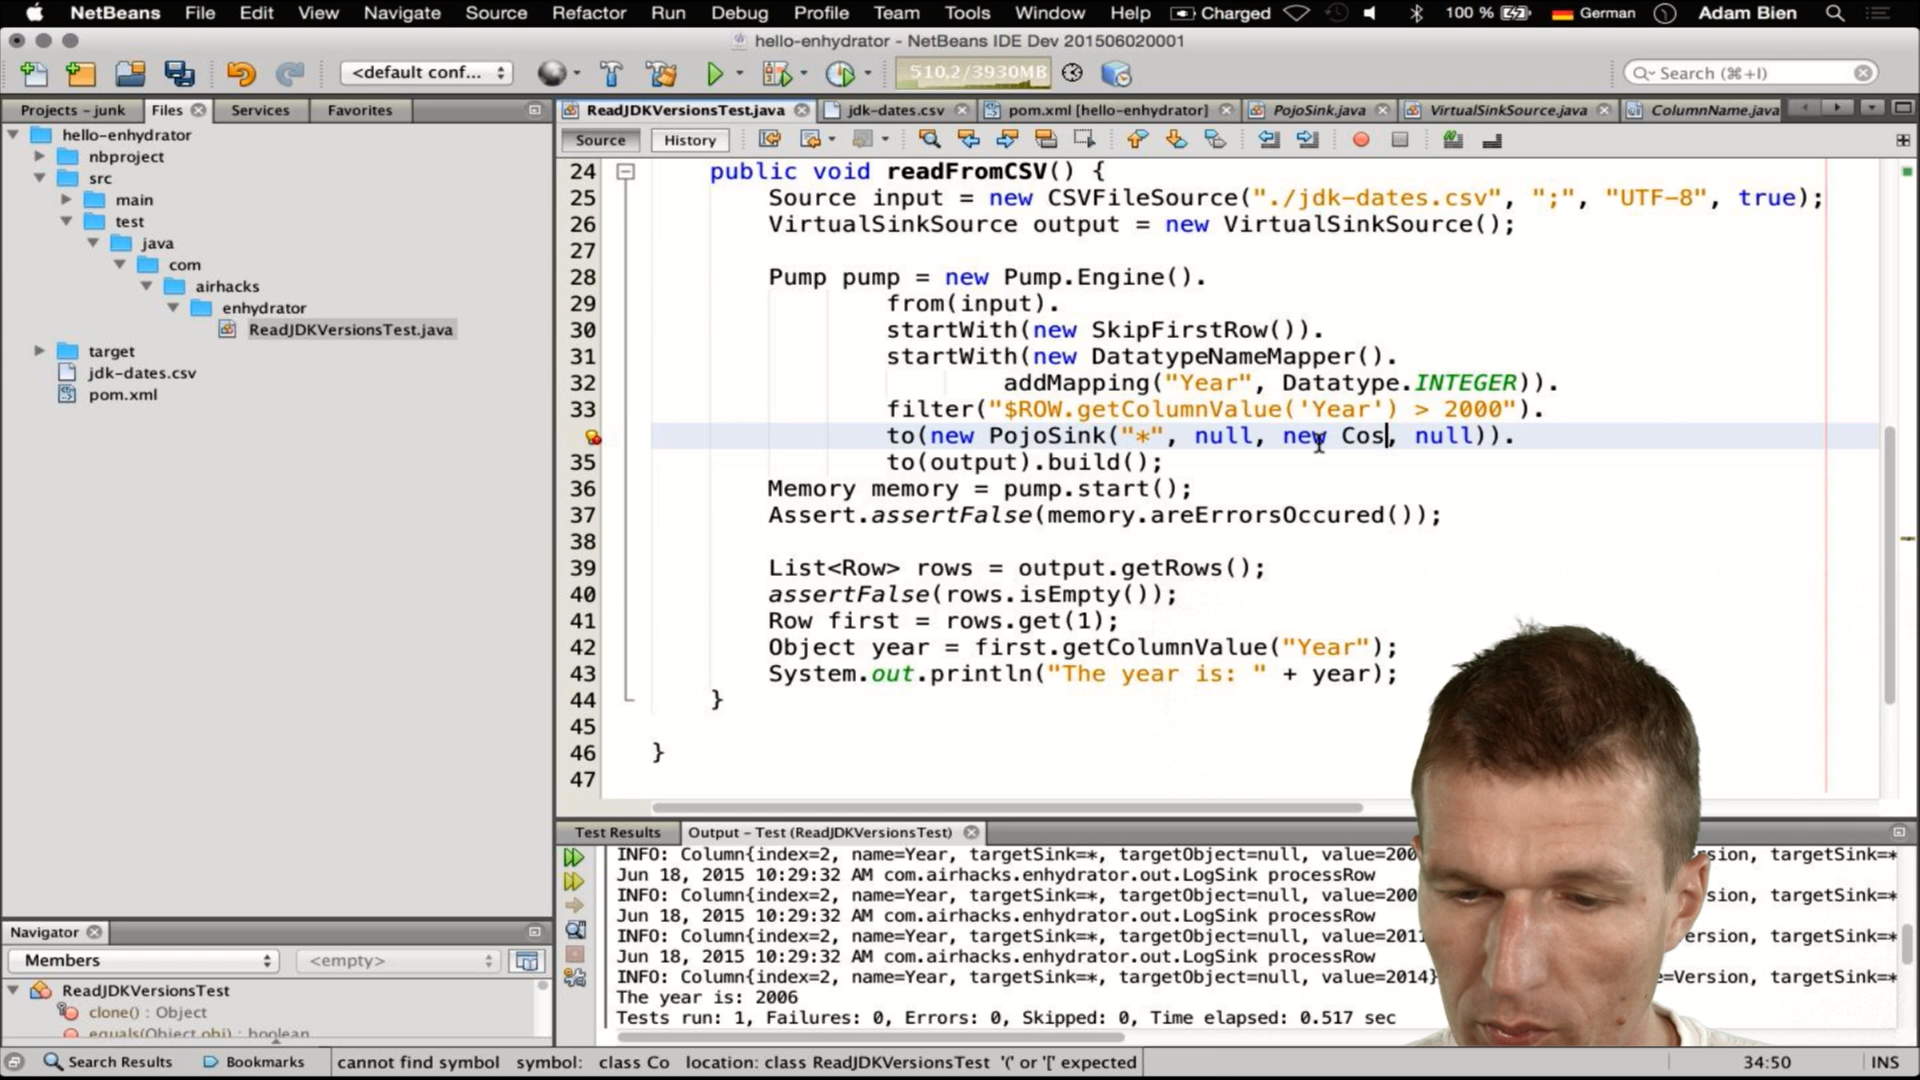 NetBeans File Edit View Navigate Source Refactor Run Debug Profile Team Tools Window Help Charged 100 % German Adam Bien
hello-enhydrator - NetBeans IDE Dev 201506020001
<default conf... 510,2/3930MB Search (⌘+I)
Projects – junk Files Services Favorites
ReadJDKVersionsTest.java jdk-dates.csv pom.xml [hello-enhydrator] PojoSink.java VirtualSinkSource.java ColumnName.java
Source History
hello-enhydrator
nbproject
src
main
test
java
com
airhacks
enhydrator
ReadJDKVersionsTest.java
target
jdk-dates.csv
pom.xml
24 public void readFromCSV() {
25 Source input = new CSVFileSource("./jdk-dates.csv", ";", "UTF-8", true);
26 VirtualSinkSource output = new VirtualSinkSource();
27
28 Pump pump = new Pump.Engine().
29 from(input).
30 startWith(new SkipFirstRow()).
31 startWith(new DatatypeNameMapper().
32 addMapping("Year", Datatype.INTEGER)).
33 filter("$ROW.getColumnValue('Year') > 2000").
to(new PojoSink("*", null, new Cos, null)).
35 to(output).build();
36 Memory memory = pump.start();
37 Assert.assertFalse(memory.areErrorsOccured());
38
39 List<Row> rows = output.getRows();
40 assertFalse(rows.isEmpty());
41 Row first = rows.get(1);
42 Object year = first.getColumnValue("Year");
43 System.out.println("The year is: " + year);
44 }
45
46 }
47
Test Results Output – Test (ReadJDKVersionsTest)
INFO: Column{index=2, name=Year, targetSink=*, targetObject=null, value=200 sion, targetSink=*
Jun 18, 2015 10:29:32 AM com.airhacks.enhydrator.out.LogSink processRow
INFO: Column{index=2, name=Year, targetSink=*, targetObject=null, value=200 sion, targetSink=*
Jun 18, 2015 10:29:32 AM com.airhacks.enhydrator.out.LogSink processRow
INFO: Column{index=2, name=Year, targetSink=*, targetObject=null, value=2011 ersion, targetSink=*
Jun 18, 2015 10:29:32 AM com.airhacks.enhydrator.out.LogSink processRow
INFO: Column{index=2, name=Year, targetSink=*, targetObject=null, value=2014} e=Version, targetSink=*
The year is: 2006
Tests run: 1, Failures: 0, Errors: 0, Skipped: 0, Time elapsed: 0.517 sec
Navigator
Members <empty>
ReadJDKVersionsTest
clone() : Object
equals(Object obj) : boolean
Search Results Bookmarks cannot find symbol symbol: class Co location: class ReadJDKVersionsTest '(' or '[' expected 34:50 INS